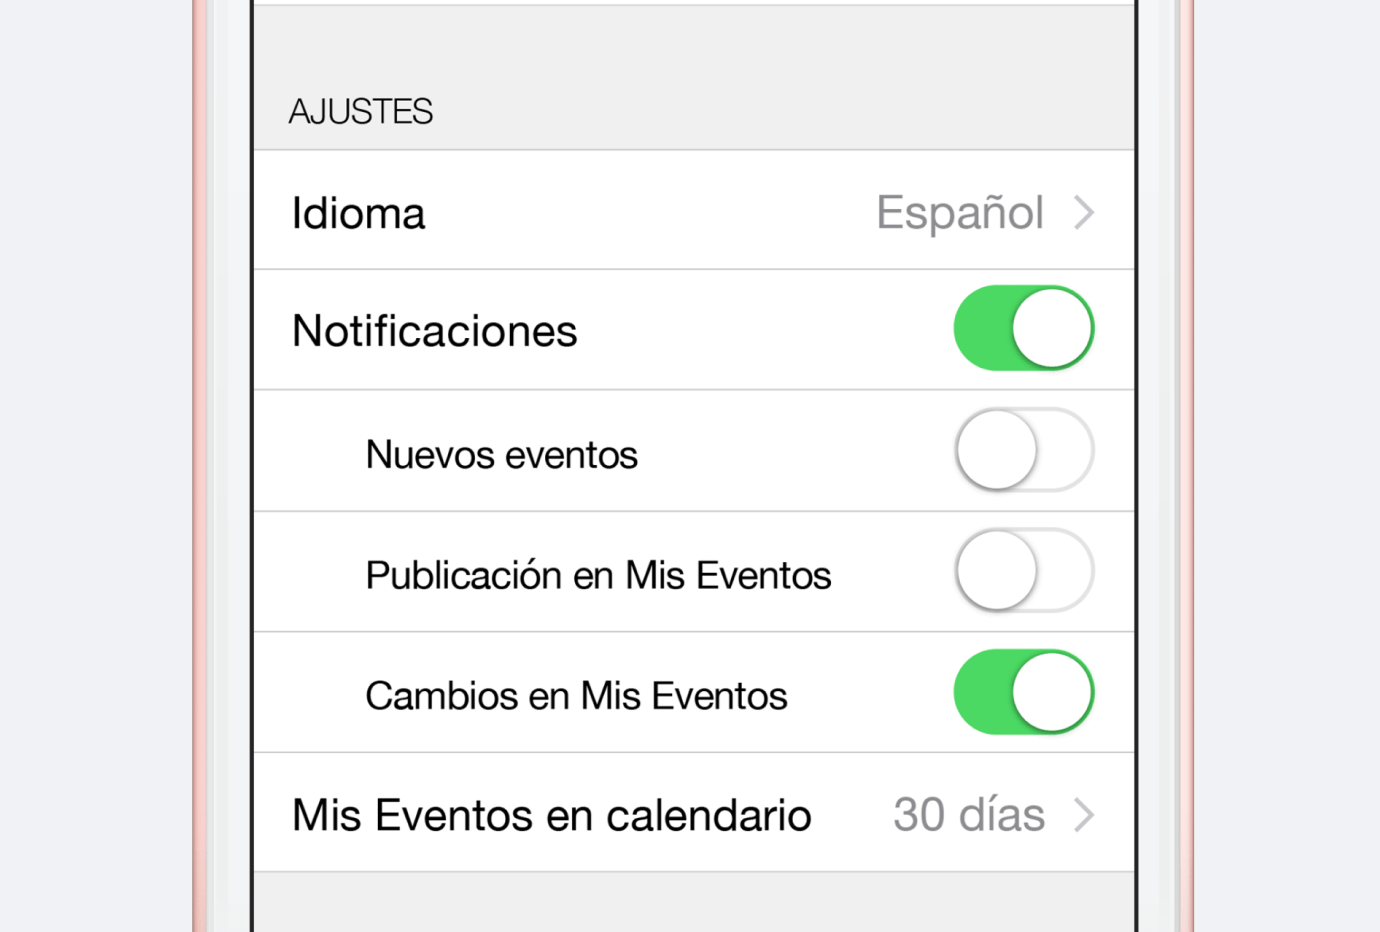 AJUSTES
Idioma Español
Notificaciones
Nuevos eventos
Publicación en Mis Eventos
Cambios en Mis Eventos
Mis Eventos en calendario 30 días